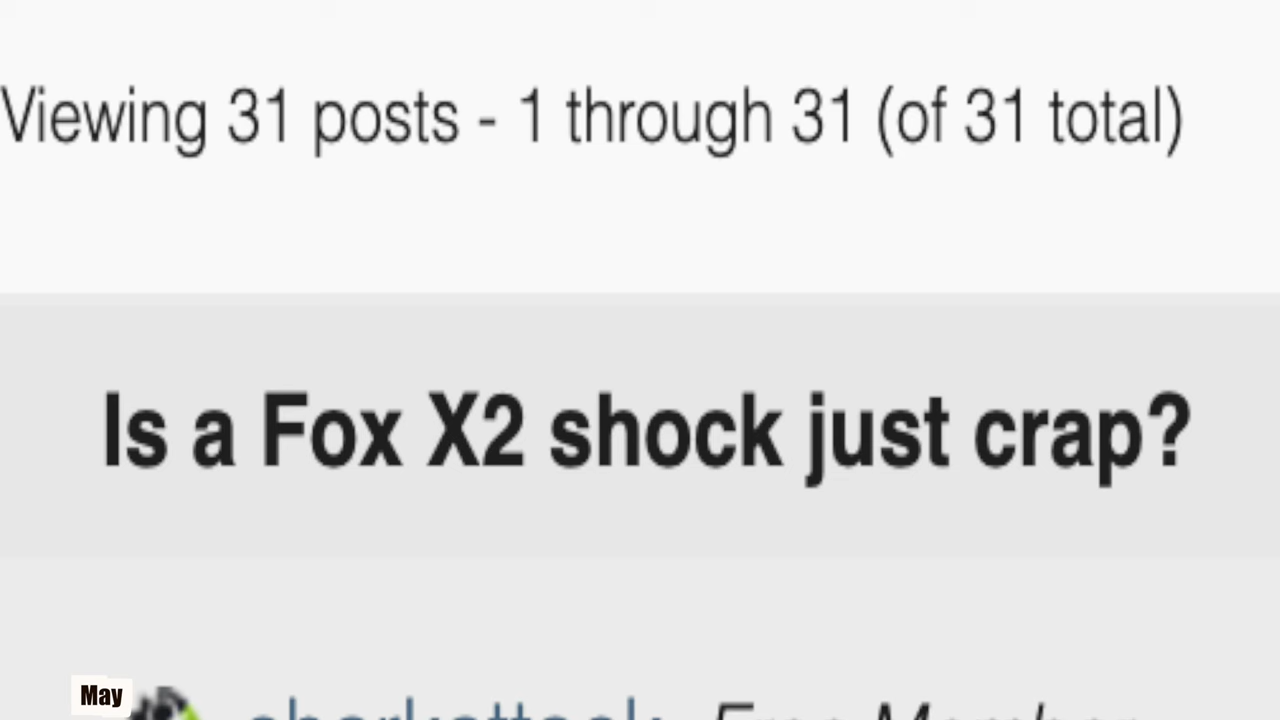 Viewing 31 posts - 1 through 31 (of 31 total)
Is a Fox X2 shock just crap?
May